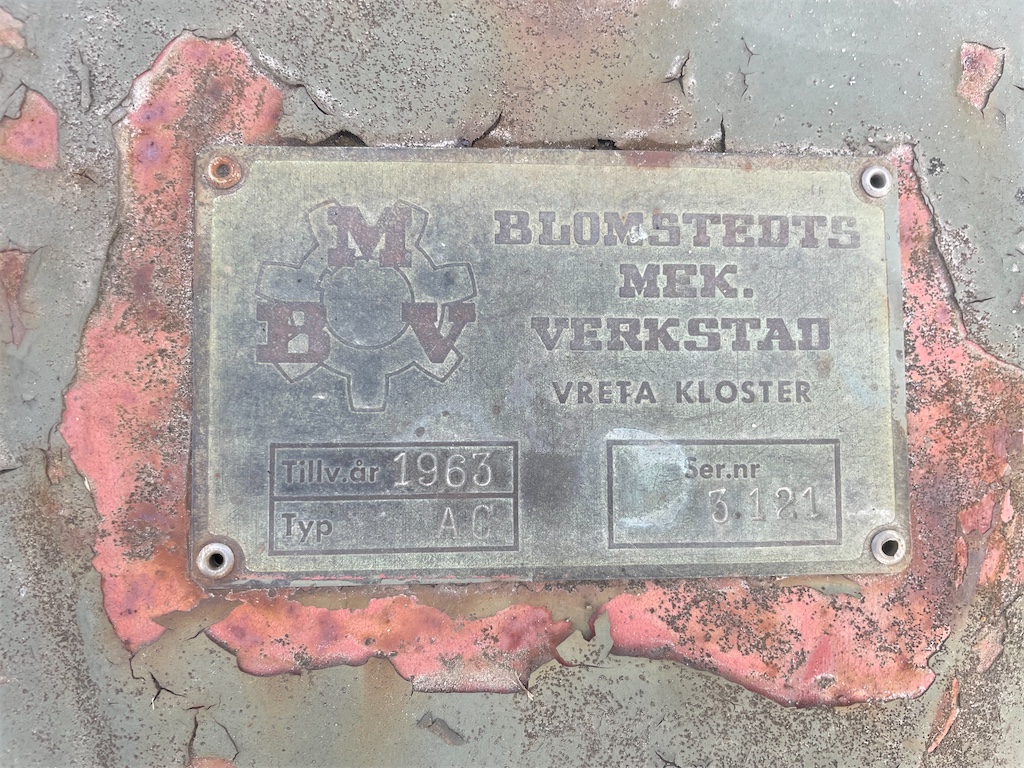 M
B V
BLOMSTEDTS
MEK.
VERKSTAD
VRETA KLOSTER
Tillv.år 1963
Typ AC
Ser.nr
3.121